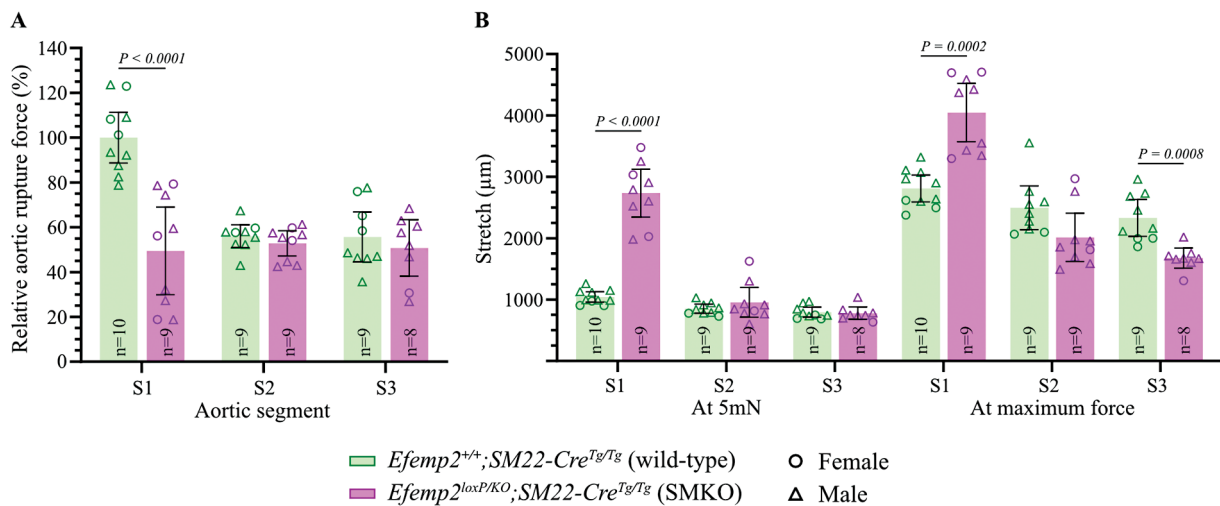 A
Relative aortic rupture force (%)
140
120
100
80
60
40
20
0
P < 0.0001
n=10
n=9
n=9
n=9
n=9
n=8
S1 S2 S3
Aortic segment
B
Stretch (µm)
5000
4000
3000
2000
1000
P < 0.0001
P = 0.0002
P = 0.0008
n=10
n=9
n=9
n=9
n=9
n=8
n=10
n=9
n=9
n=9
n=9
n=8
S1 S2 S3 S1 S2 S3
At 5mN At maximum force
Efemp2+/+;SM22-CreTg/Tg (wild-type)
Efemp2loxP/KO;SM22-CreTg/Tg (SMKO)
Female
Male